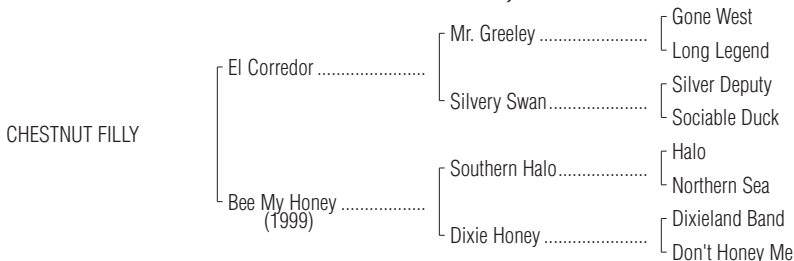 Gone West
Mr. Greeley .......................
Long Legend
El Corredor .......................
Silver Deputy
Silvery Swan.....................
Sociable Duck
CHESTNUT FILLY
Halo
Southern Halo...................
Northern Sea
Bee My Honey ..................
(1999)
Dixieland Band
Dixie Honey ......................
Don't Honey Me